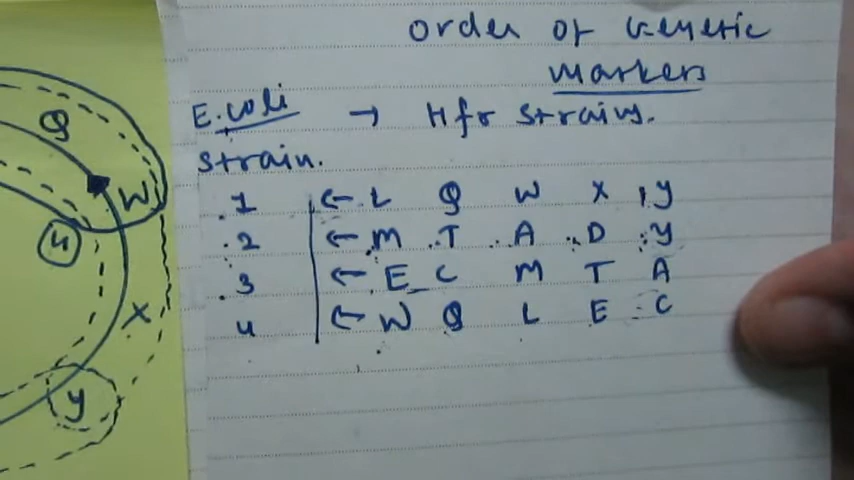 Order of Genetic
Markers
E.coli → Hfr strains.
Strain.
.1 ← L Q W X Y
.2 ← M T A D Y
.3 ← E C M T A
4 ← W Q L E C
Q
W
4
X
Y